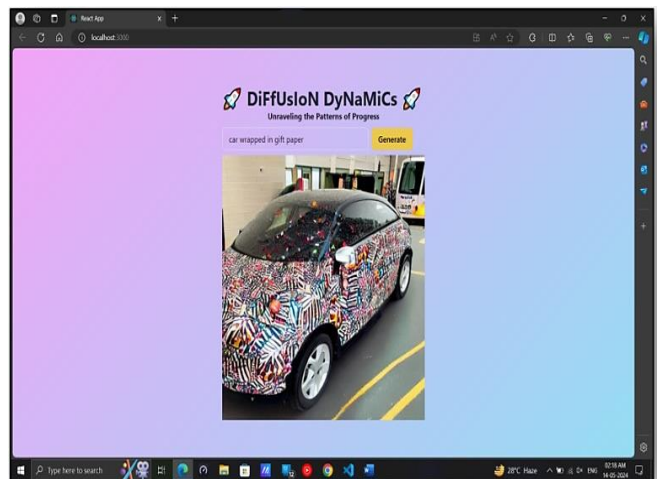 React App
localhost:3000
DiFfUsIoN DyNaMiCs
Unraveling the Patterns of Progress
car wrapped in gift paper
Generate
Type here to search
28°C Haze
ENG
02:18 AM
14-05-2024